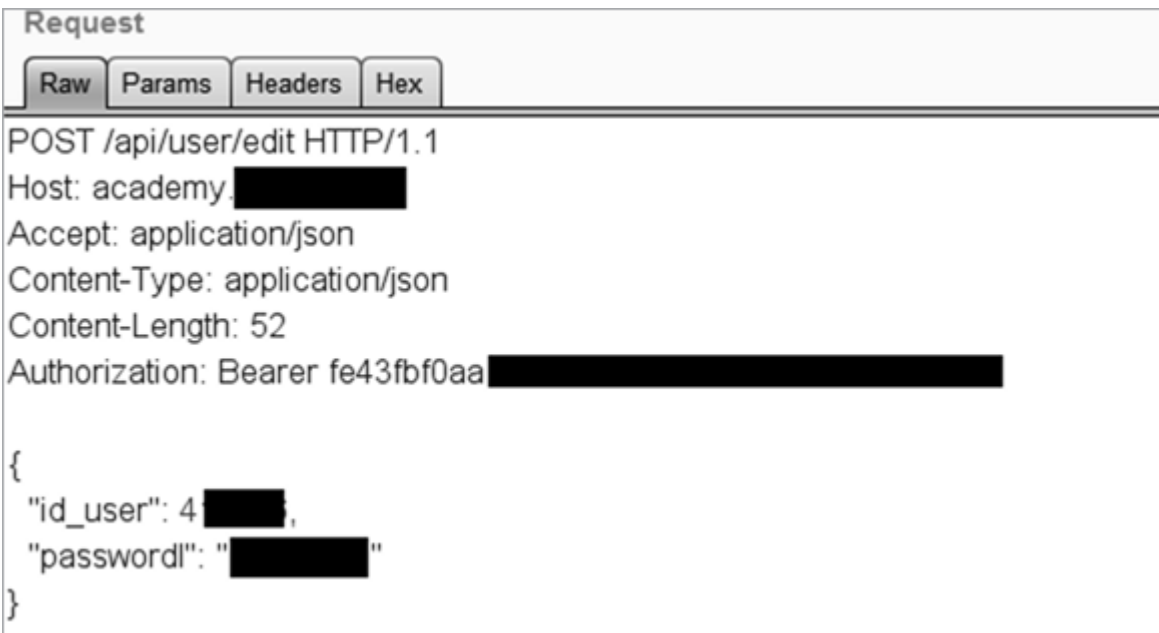 Request
Raw Params Headers Hex
POST /api/user/edit HTTP/1.1
Host: academy.
Accept: application/json
Content-Type: application/json
Content-Length: 52
Authorization: Bearer fe43fbf0aa
{
"id_user": 4 ,
"passwordl": " "
}